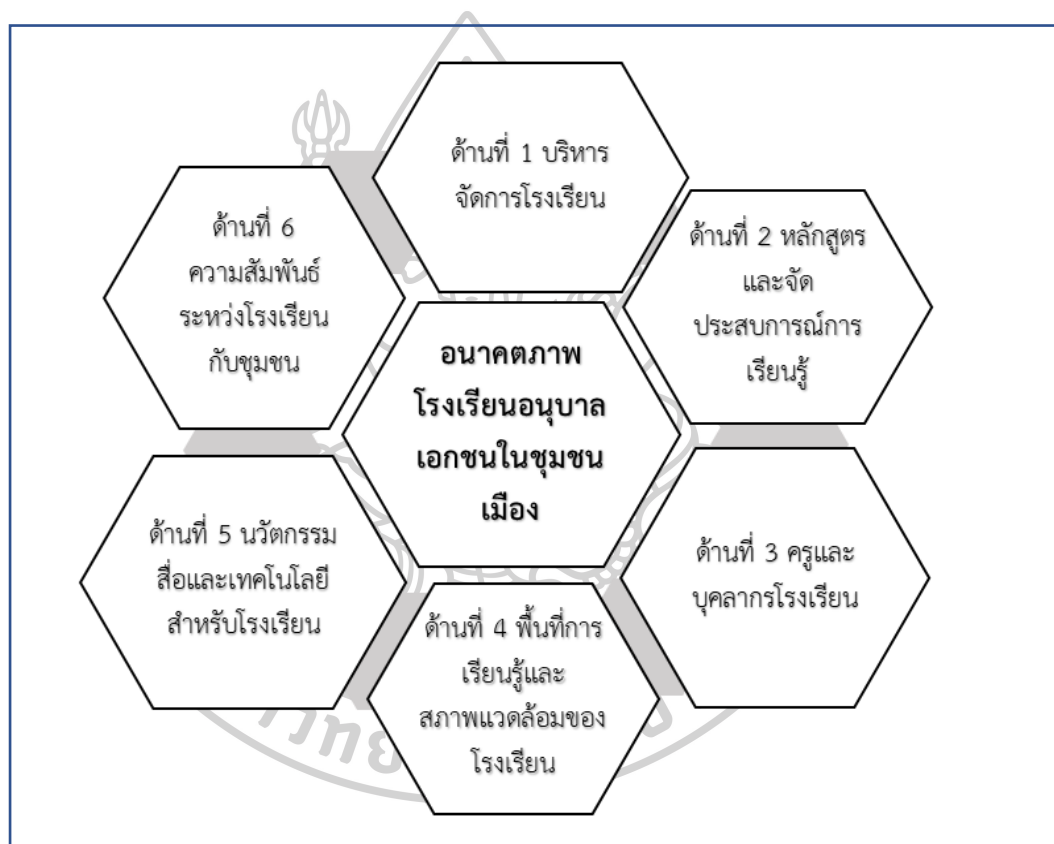 ด้านที่ 1 บริหาร
จัดการโรงเรียน
ด้านที่ 2 หลักสูตร
และจัด
ประสบการณ์การ
เรียนรู้
ด้านที่ 3 ครูและ
บุคลากรโรงเรียน
ด้านที่ 4 พื้นที่การ
เรียนรู้และ
สภาพแวดล้อมของ
โรงเรียน
ด้านที่ 5 นวัตกรรม
สื่อและเทคโนโลยี
สำหรับโรงเรียน
ด้านที่ 6
ความสัมพันธ์
ระหว่งโรงเรียน
กับชุมชน
อนาคตภาพ
โรงเรียนอนุบาล
เอกชนในชุมชน
เมือง